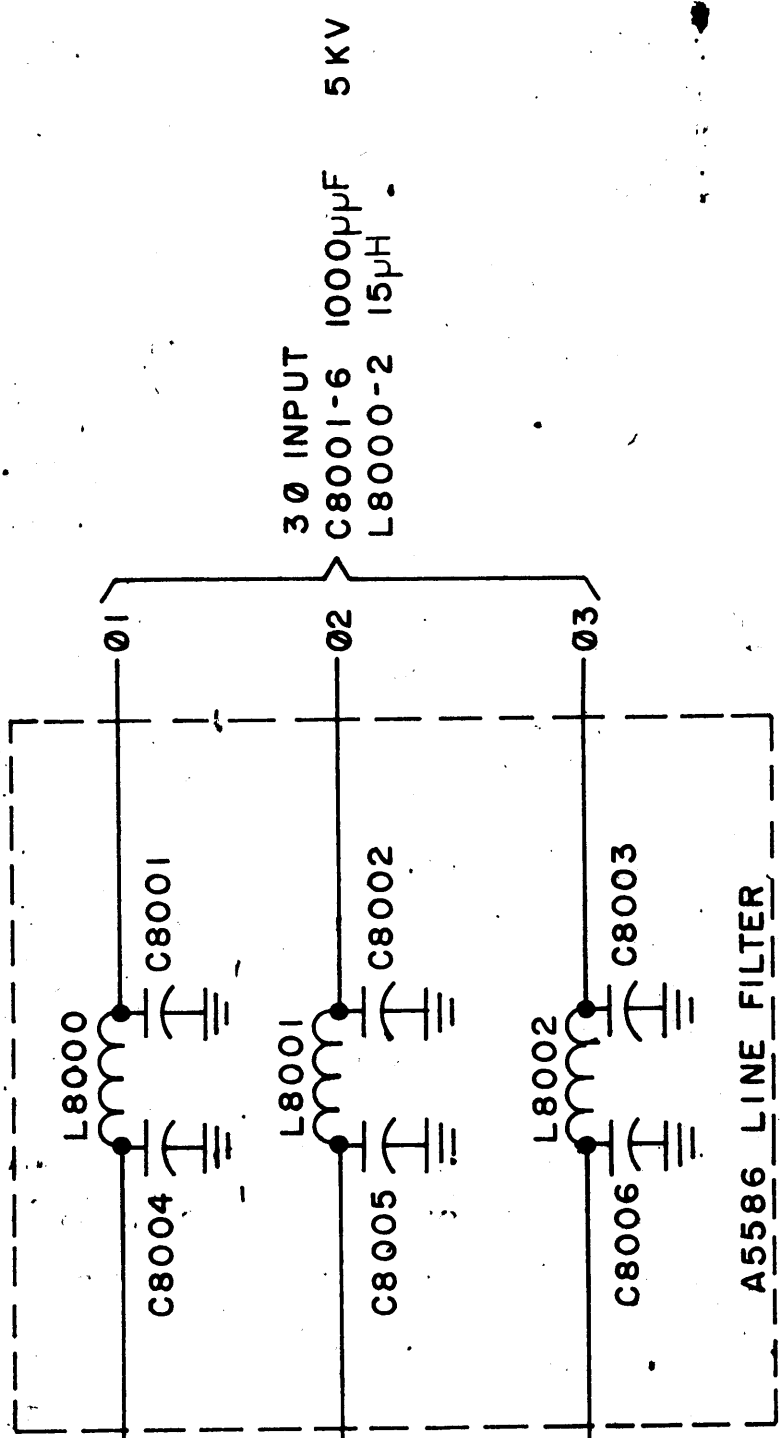 3Ø INPUT
C8001-6 1000µµF 5KV
L8000-2 15µH
Ø1
Ø2
Ø3
L8000
C8004
C8001
L8001
C8005
C8002
L8002
C8006
C8003
A5586 LINE FILTER